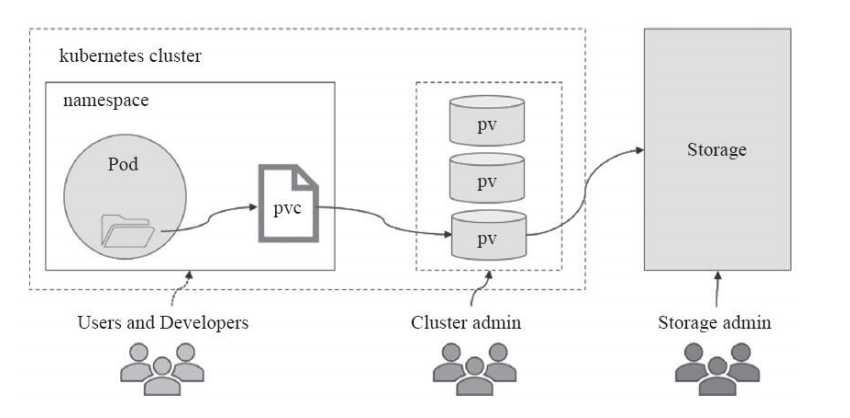 kubernetes cluster
namespace
Pod
pvc
pv
pv
pv
Storage
Users and Developers
Cluster admin
Storage admin